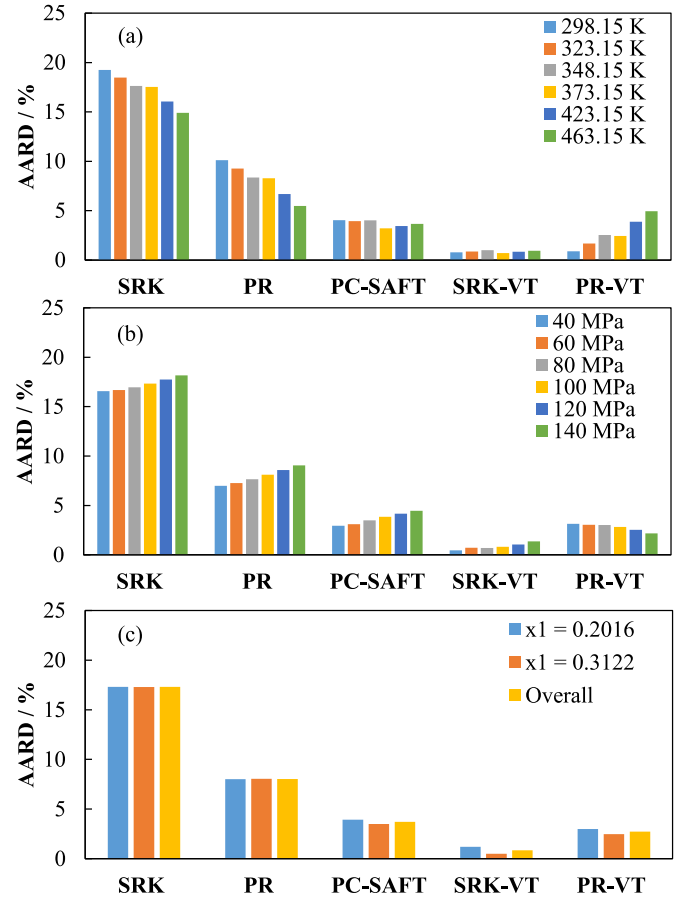 (a)
298.15 K
323.15 K
348.15 K
373.15 K
423.15 K
463.15 K
AARD / %
25
20
15
10
5
0
SRK PR PC-SAFT SRK-VT PR-VT
(b)
40 MPa
60 MPa
80 MPa
100 MPa
120 MPa
140 MPa
AARD / %
25
20
15
10
5
0
SRK PR PC-SAFT SRK-VT PR-VT
(c)
x1 = 0.2016
x1 = 0.3122
Overall
AARD / %
25
20
15
10
5
0
SRK PR PC-SAFT SRK-VT PR-VT